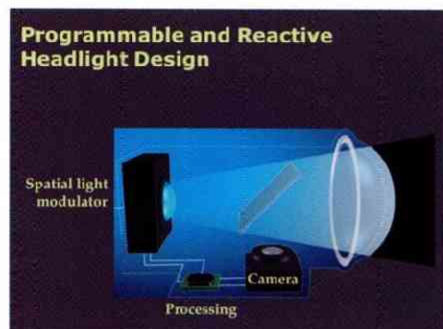 Programmable and Reactive
Headlight Design
Spatial light
modulator
Camera
Processing